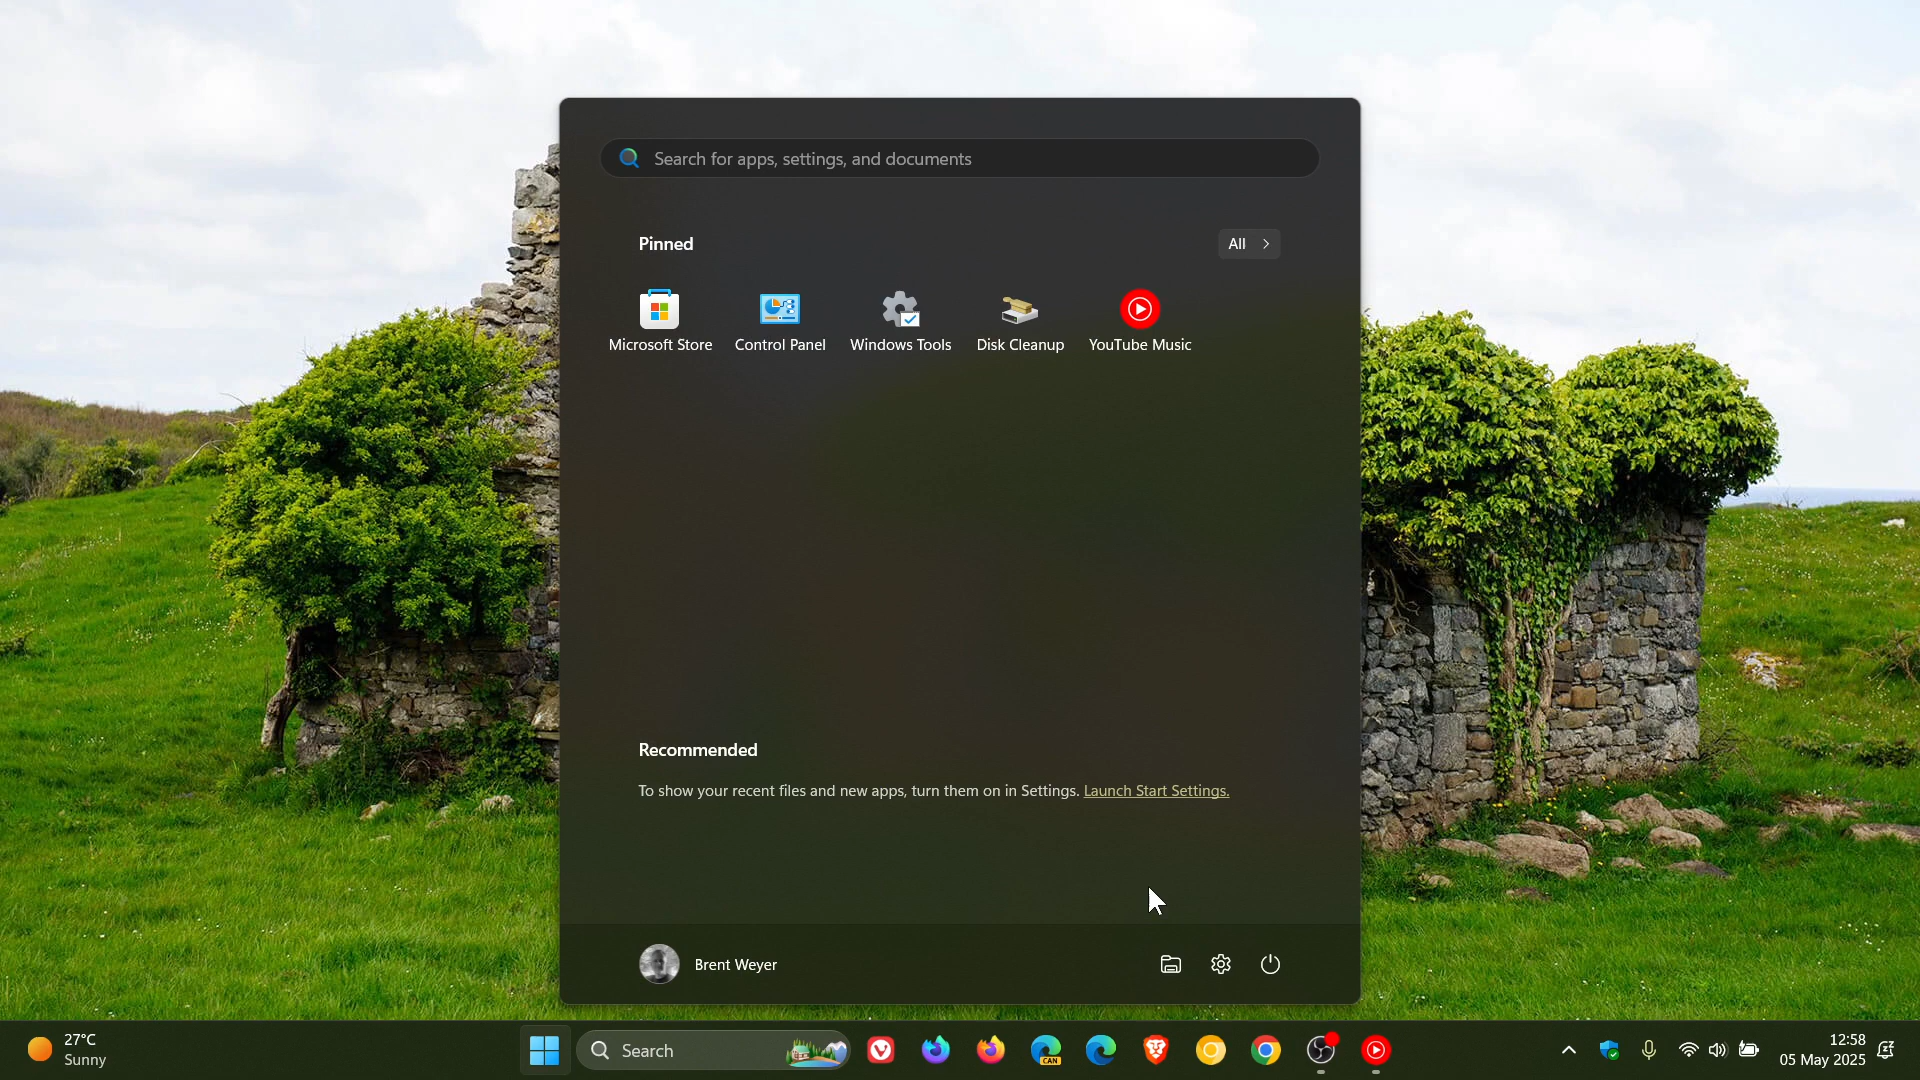 Search for apps, settings, and documents
Pinned
All
Microsoft Store
Control Panel
Windows Tools
Disk Cleanup
YouTube Music
Recommended
To show your recent files and new apps, turn them on in Settings. Launch Start Settings.
Brent Weyer
27°C
Sunny
Search
CAN
12:58
05 May 2025